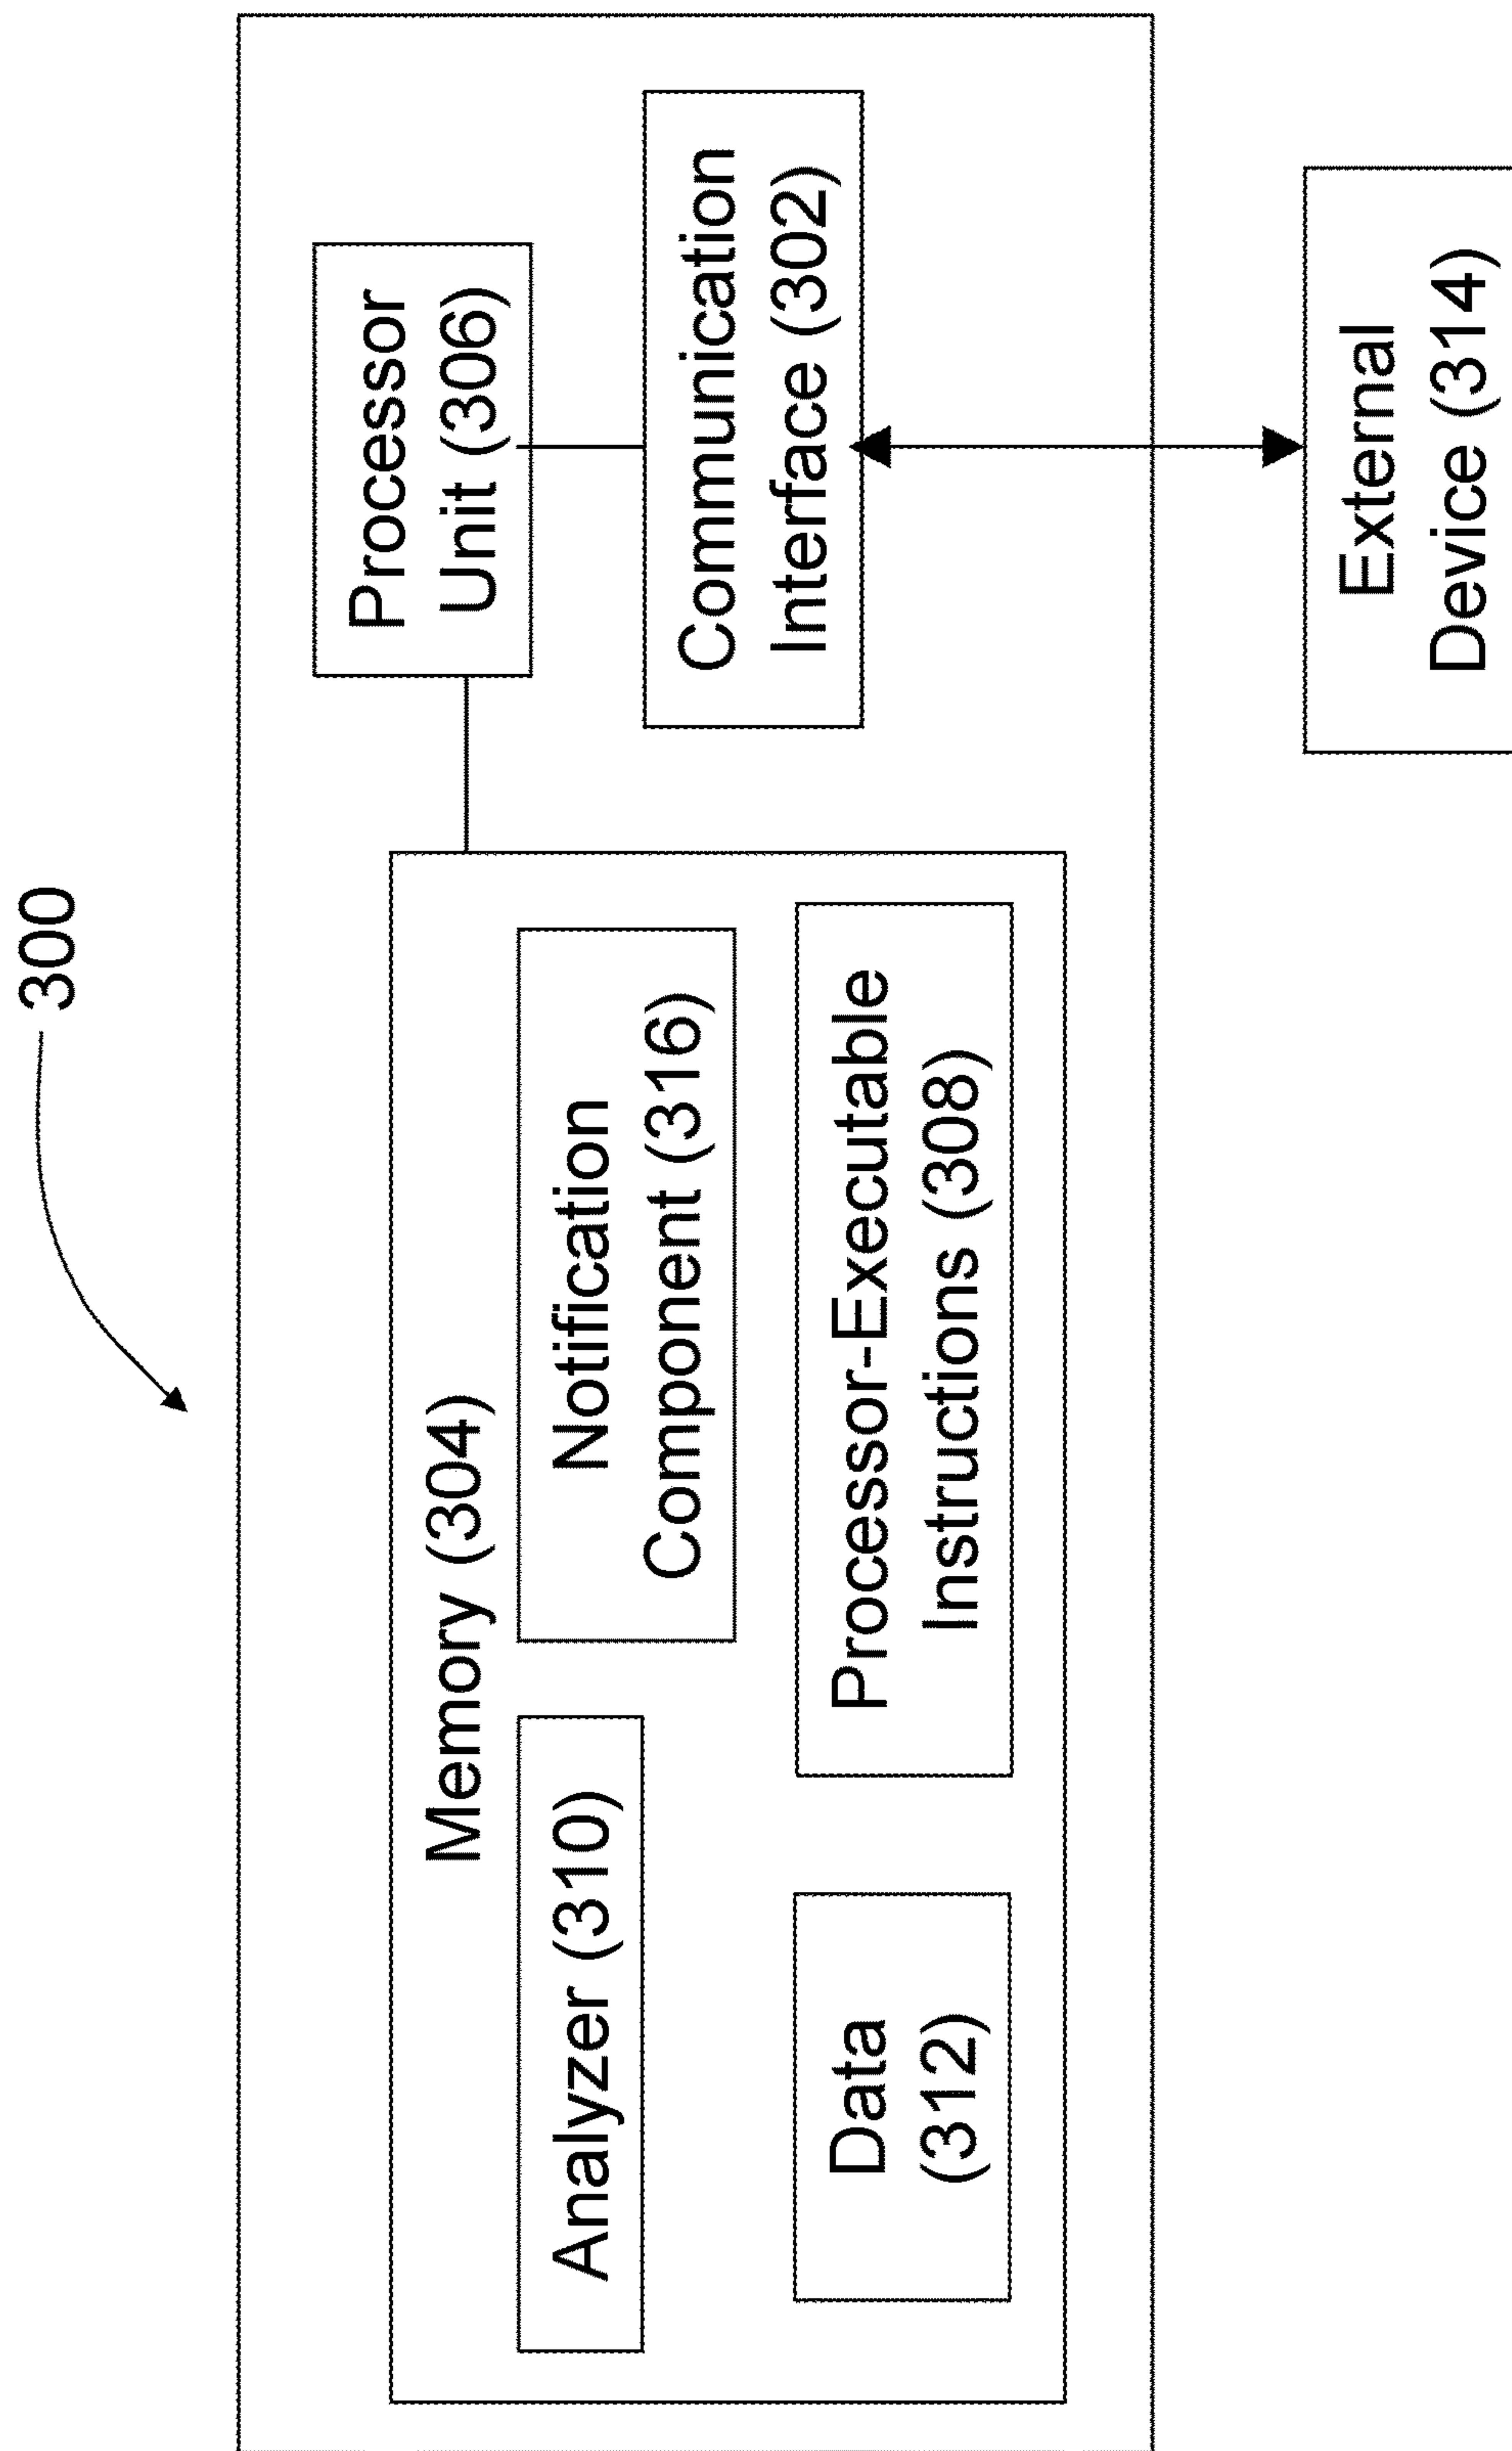 300
Memory (304)
Analyzer (310)
Notification
Component (316)
Data
(312)
Processor-Executable
Instructions (308)
Processor
Unit (306)
Communication
Interface (302)
External
Device (314)